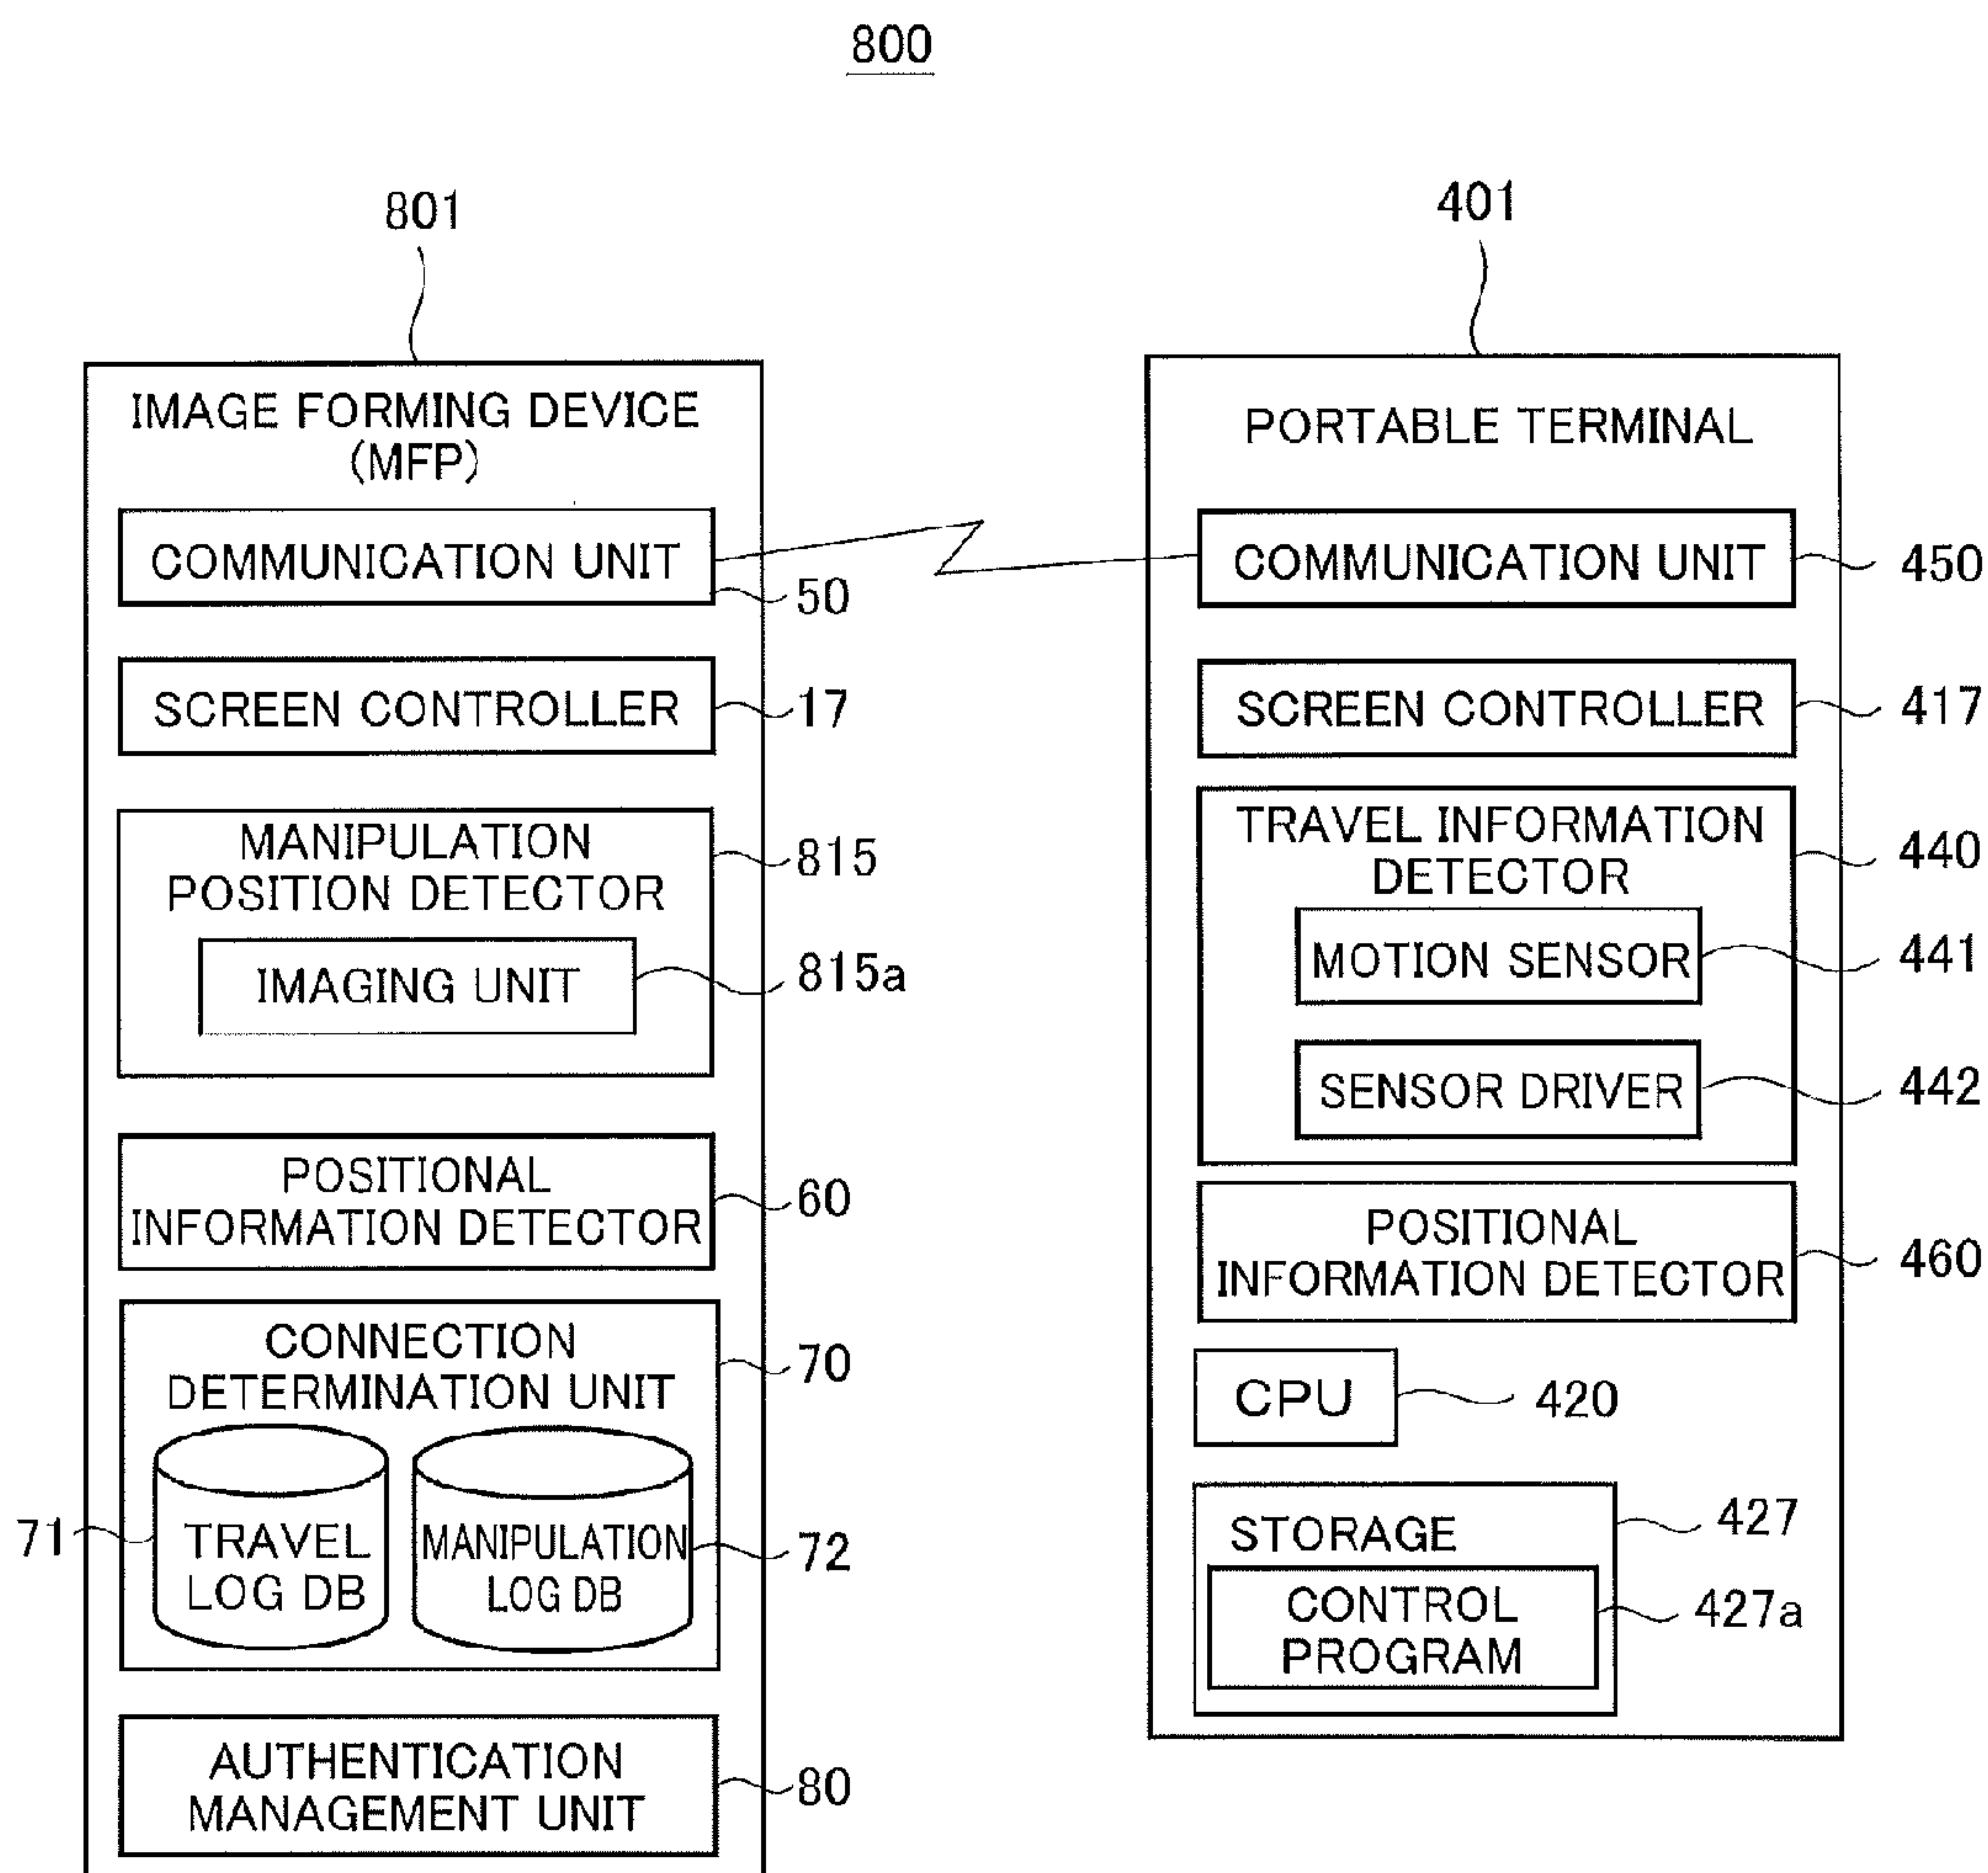 800
801
IMAGE FORMING DEVICE
(MFP)
COMMUNICATION UNIT
50
SCREEN CONTROLLER
17
MANIPULATION
POSITION DETECTOR
815
IMAGING UNIT
815a
POSITIONAL
INFORMATION DETECTOR
60
CONNECTION
DETERMINATION UNIT
70
71
TRAVEL
LOG DB
MANIPULATION
LOG DB
72
AUTHENTICATION
MANAGEMENT UNIT
80
401
PORTABLE TERMINAL
COMMUNICATION UNIT
450
SCREEN CONTROLLER
417
TRAVEL INFORMATION
DETECTOR
440
MOTION SENSOR
441
SENSOR DRIVER
442
POSITIONAL
INFORMATION DETECTOR
460
CPU
420
STORAGE
427
CONTROL
PROGRAM
427a